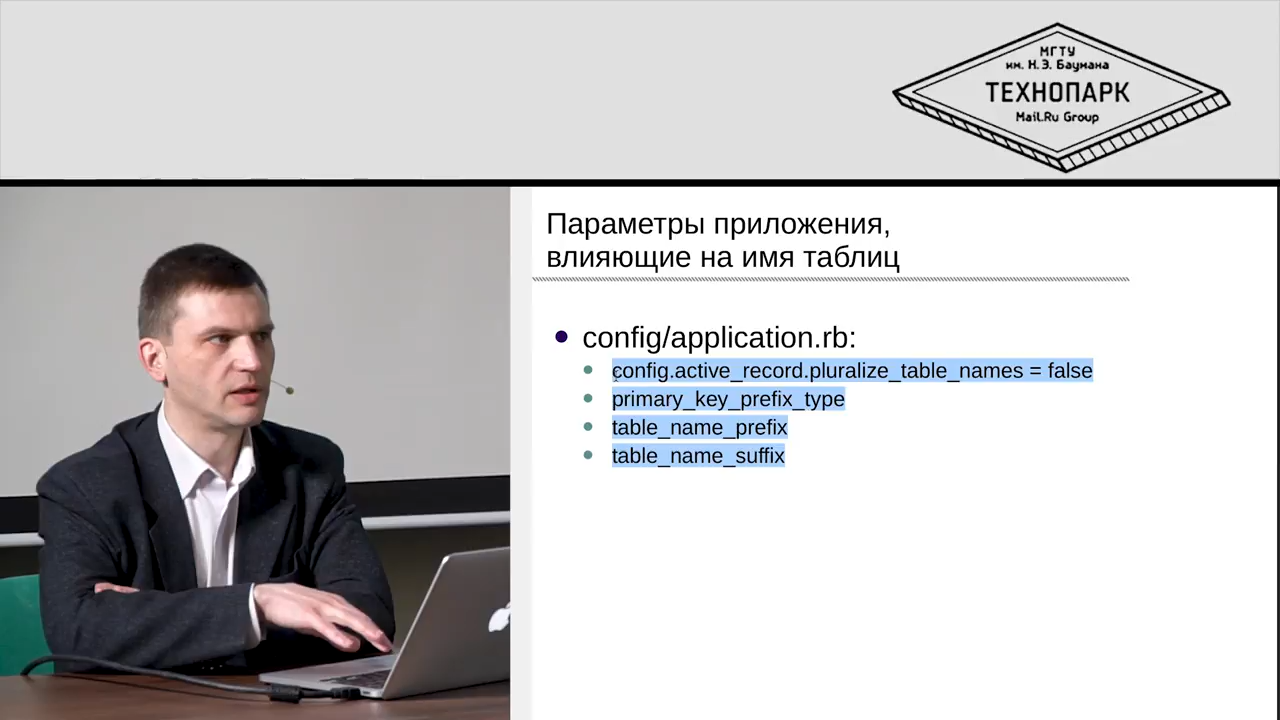 МГТУ
им. Н.Э. Баумана
ТЕХНОПАРК
Mail.Ru Group
Параметры приложения,
влияющие на имя таблиц
config/application.rb:
config.active_record.pluralize_table_names = false
primary_key_prefix_type
table_name_prefix
table_name_suffix